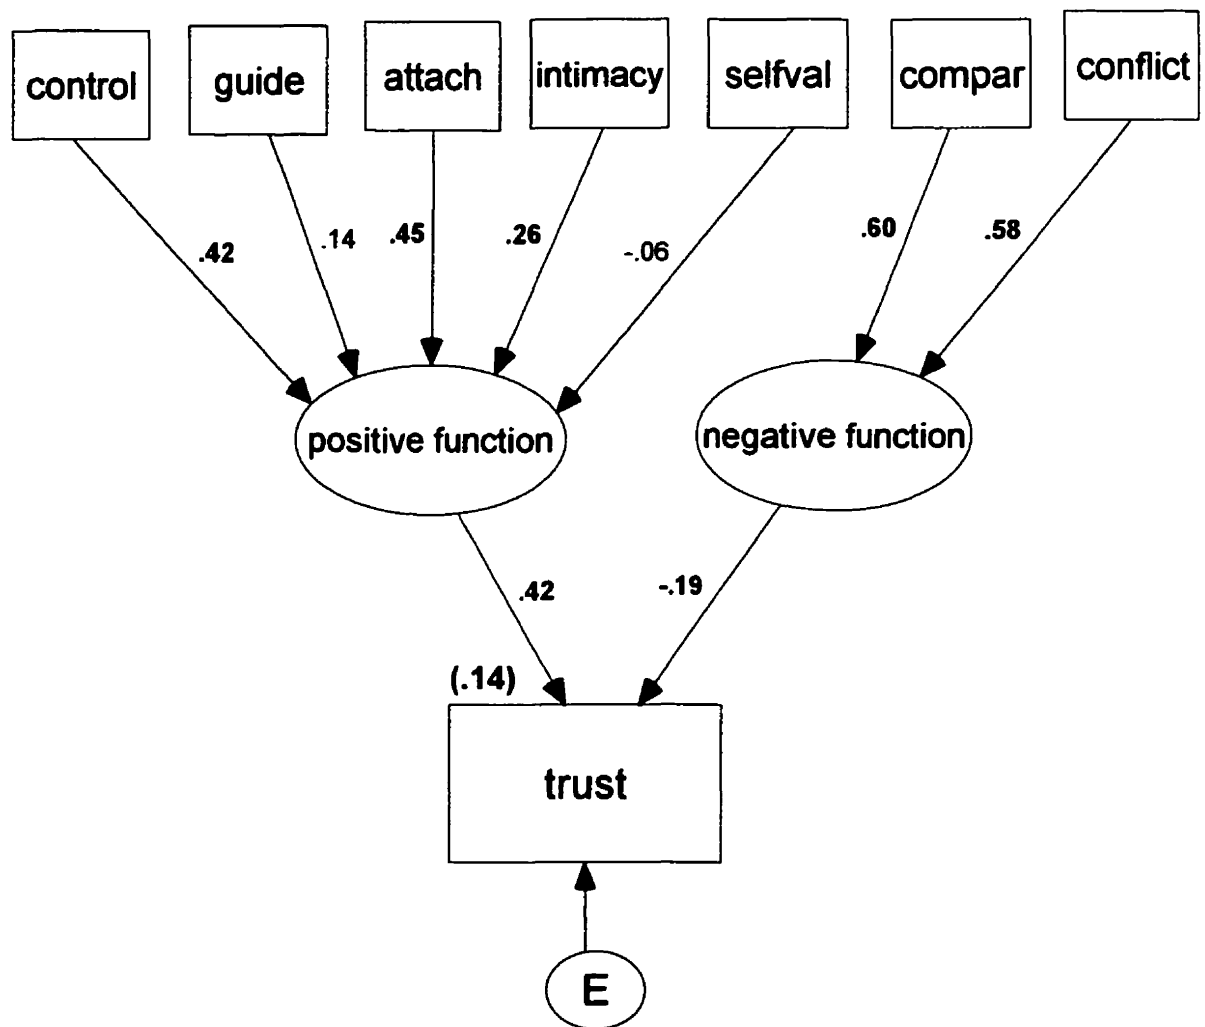 control
guide
attach
intimacy
selfval
compar
conflict
.42
.14
.45
.26
-.06
.60
.58
positive function
negative function
.42
-.19
(.14)
trust
E